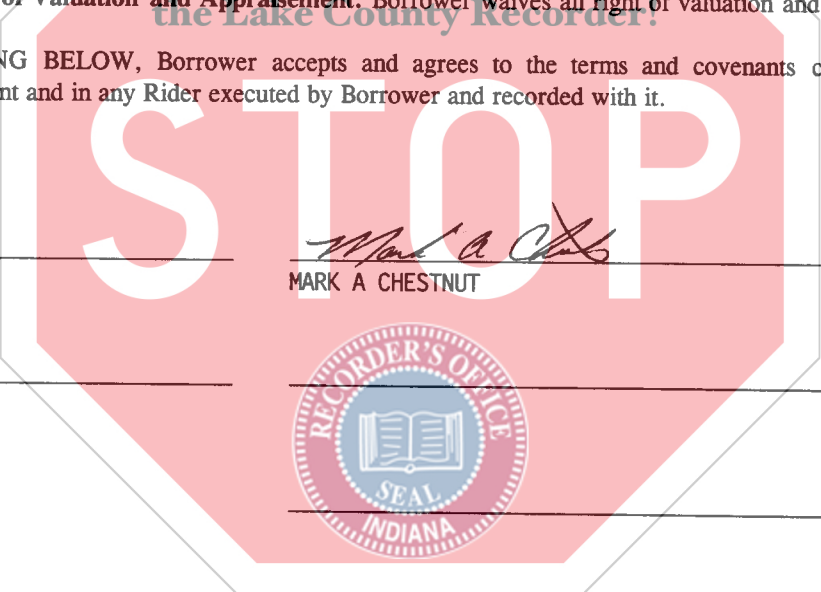 of Valuation and Appraisement. Borrower waives all right of valuation and
the Lake County Recorder!
NG BELOW, Borrower accepts and agrees to the terms and covenants c
nt and in any Rider executed by Borrower and recorded with it.
STOP
Mark A Chestnut
MARK A CHESTNUT
RECORDER'S OFFICE
SEAL
INDIANA